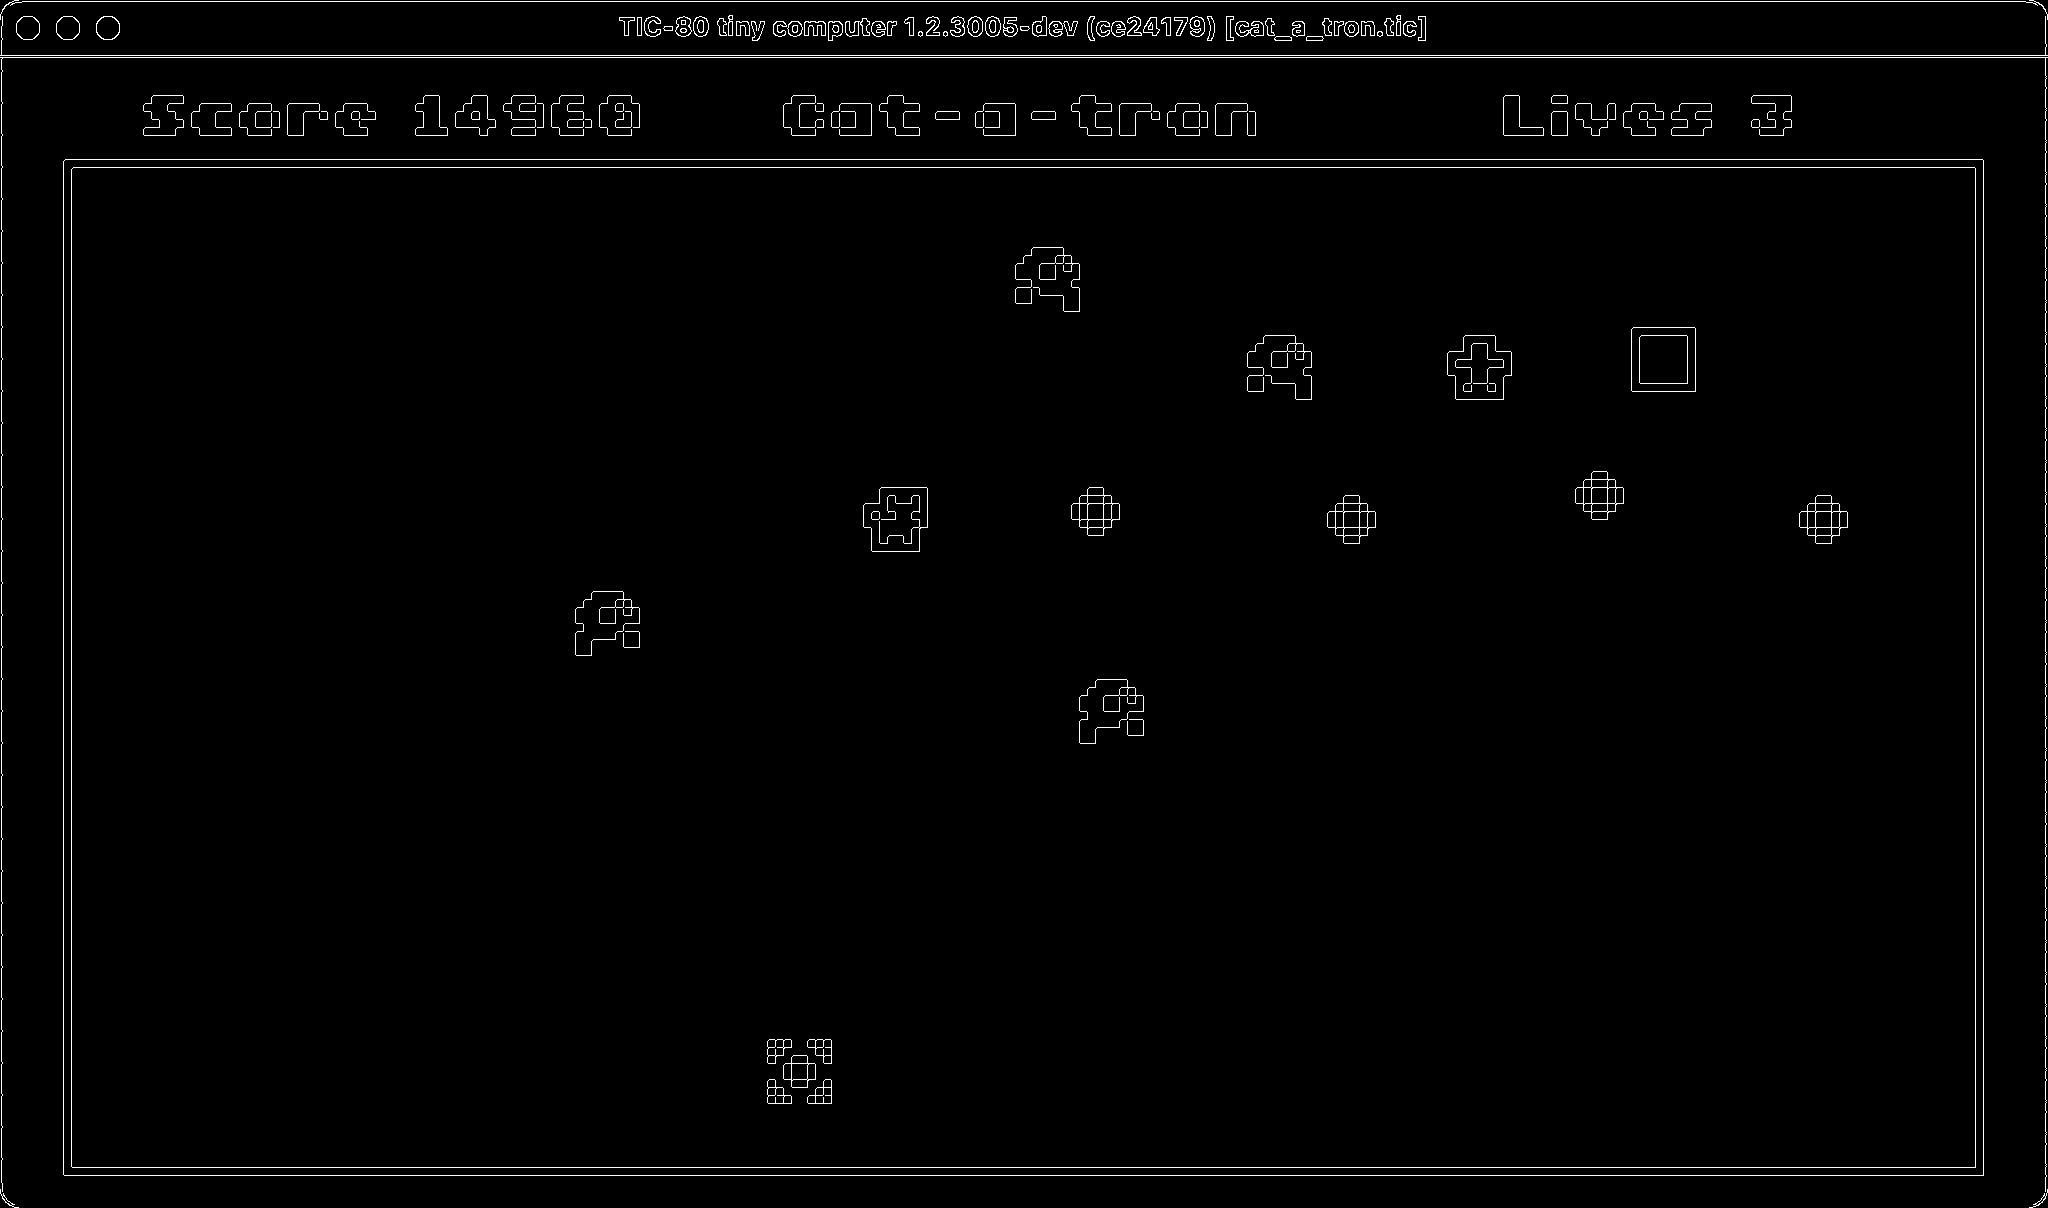 TIC-80 tiny computer 1.2.3005-dev (ce24179) [cat_a_tron.tic]
Score 14960 Cat-a-tron Lives 3